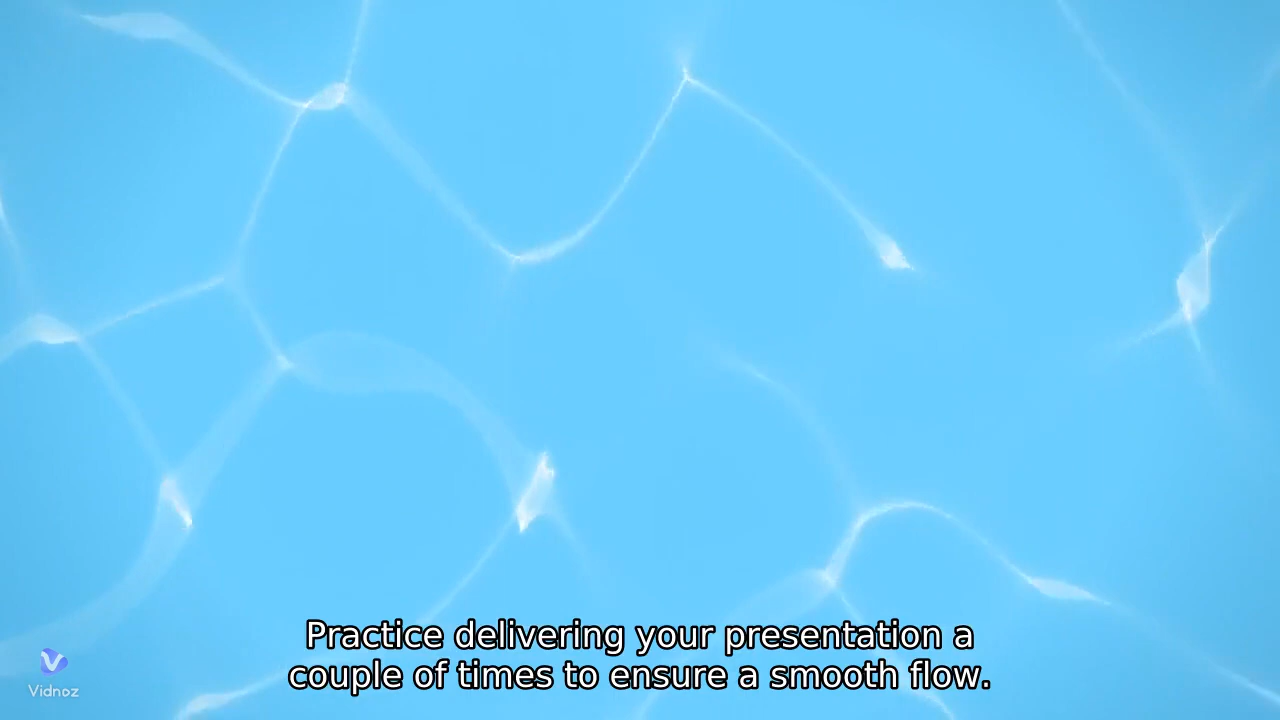 Practice delivering your presentation a
couple of times to ensure a smooth flow.
Vidnoz